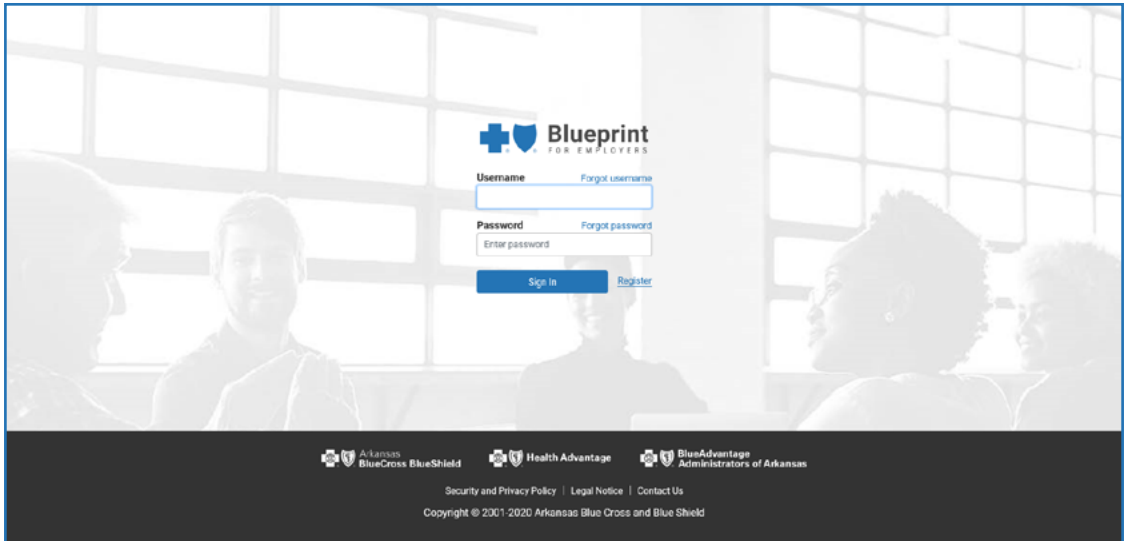 Blueprint
FOR EMPLOYERS
Username Forgot username
Password Forgot password
Enter password
Sign In Register
Arkansas
BlueCross BlueShield
Health Advantage
BlueAdvantage
Administrators of Arkansas
Security and Privacy Policy | Legal Notice | Contact Us
Copyright © 2001-2020 Arkansas Blue Cross and Blue Shield